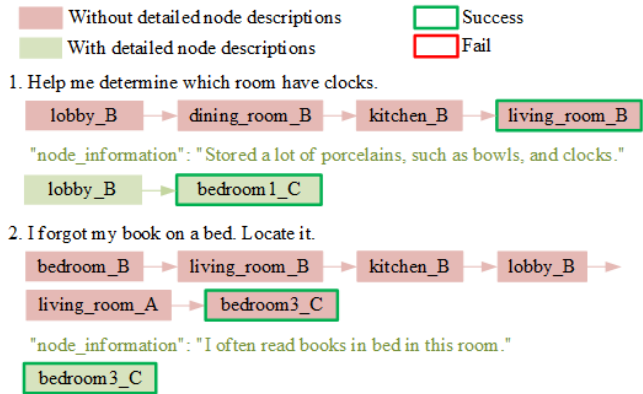 Without detailed node descriptions Success
With detailed node descriptions Fail
1. Help me determine which room have clocks.
lobby_B dining_room_B kitchen_B living_room_B
"node_information": "Stored a lot of porcelains, such as bowls, and clocks."
lobby_B bedroom1_C
2. I forgot my book on a bed. Locate it.
bedroom_B living_room_B kitchen_B lobby_B
living_room_A bedroom3_C
"node_information": "I often read books in bed in this room."
bedroom3_C